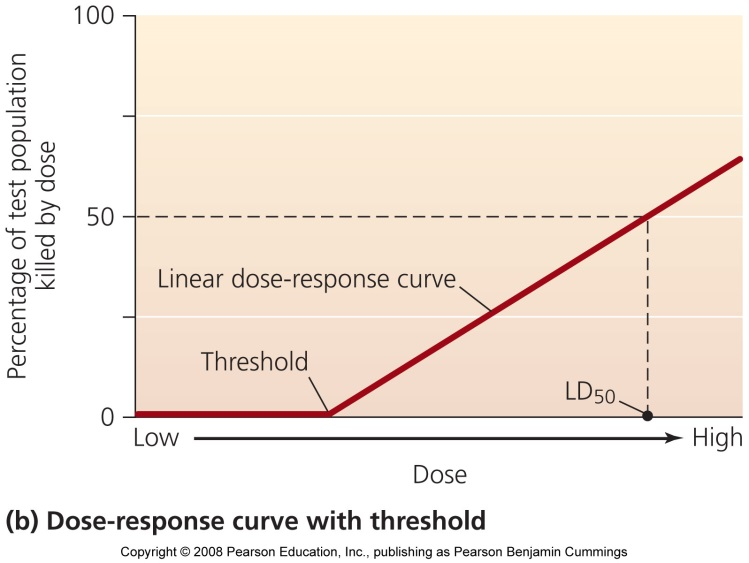 100
Percentage of test population
killed by dose
50
Linear dose-response curve
Threshold
LD50
0
Low
High
Dose
(b) Dose-response curve with threshold
Copyright © 2008 Pearson Education, Inc., publishing as Pearson Benjamin Cummings